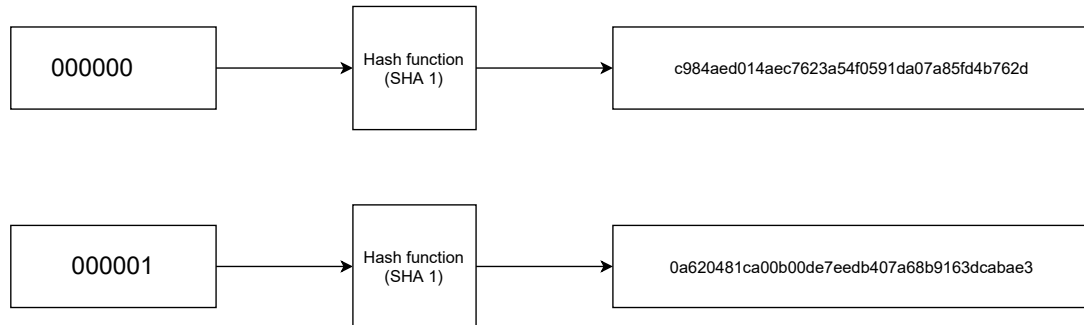 000000
Hash function
(SHA 1)
c984aed014aec7623a54f0591da07a85fd4b762d
000001
Hash function
(SHA 1)
0a620481ca00b00de7eedb407a68b9163dcabae3